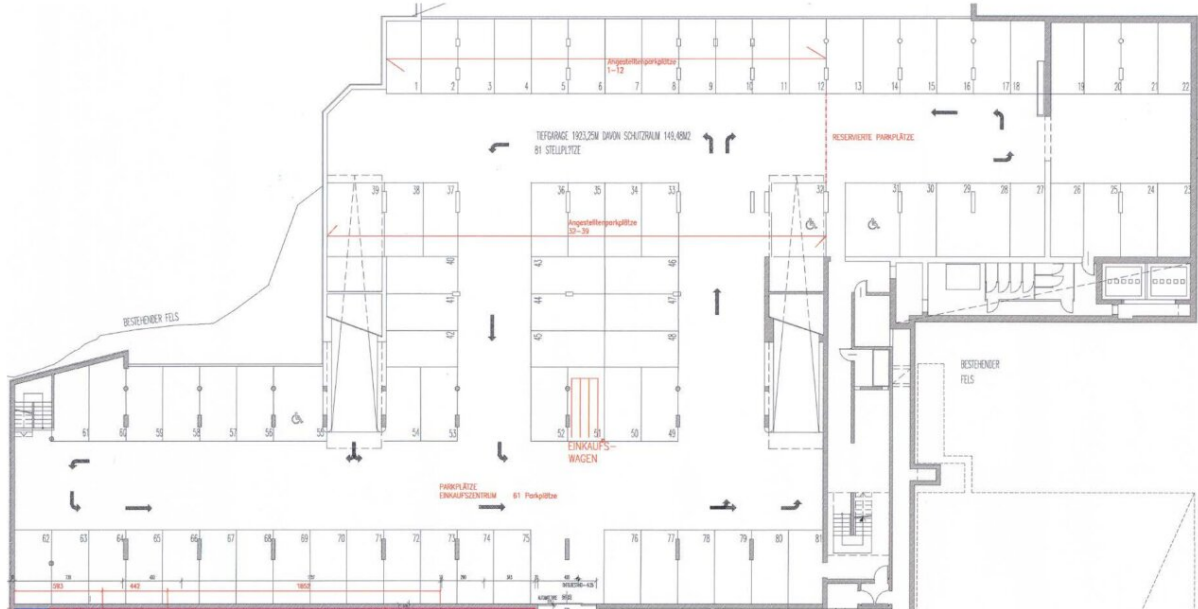 Angestelltenparkplätze
1-12
1 2 3 4 5 6 7 8 9 10 11 12 13 14 15 16 17 18 19 20 21 22
TIEFGARAGE 1923,25M DAVON SCHUTZRAUM 149,48M2
81 STELLPLÄTZE
RESERVIERTE PARKPLÄTZE
39 38 37 36 35 34 33 32 31 30 29 28 27 26 25 24 23
Angestelltenparkplätze
32-39
40 43 46
41 44 47
42 45 48
BESTEHENDER FELS
BESTEHENDER
FELS
61 60 59 58 57 56 55 54 53 52 51 50 49
EINKAUFS-
WAGEN
PARKPLÄTZE
EINKAUFSZENTRUM 61 Parkplätze
62 63 64 65 66 67 68 69 70 71 72 73 74 75 76 77 78 79 80 81
593 442 1652